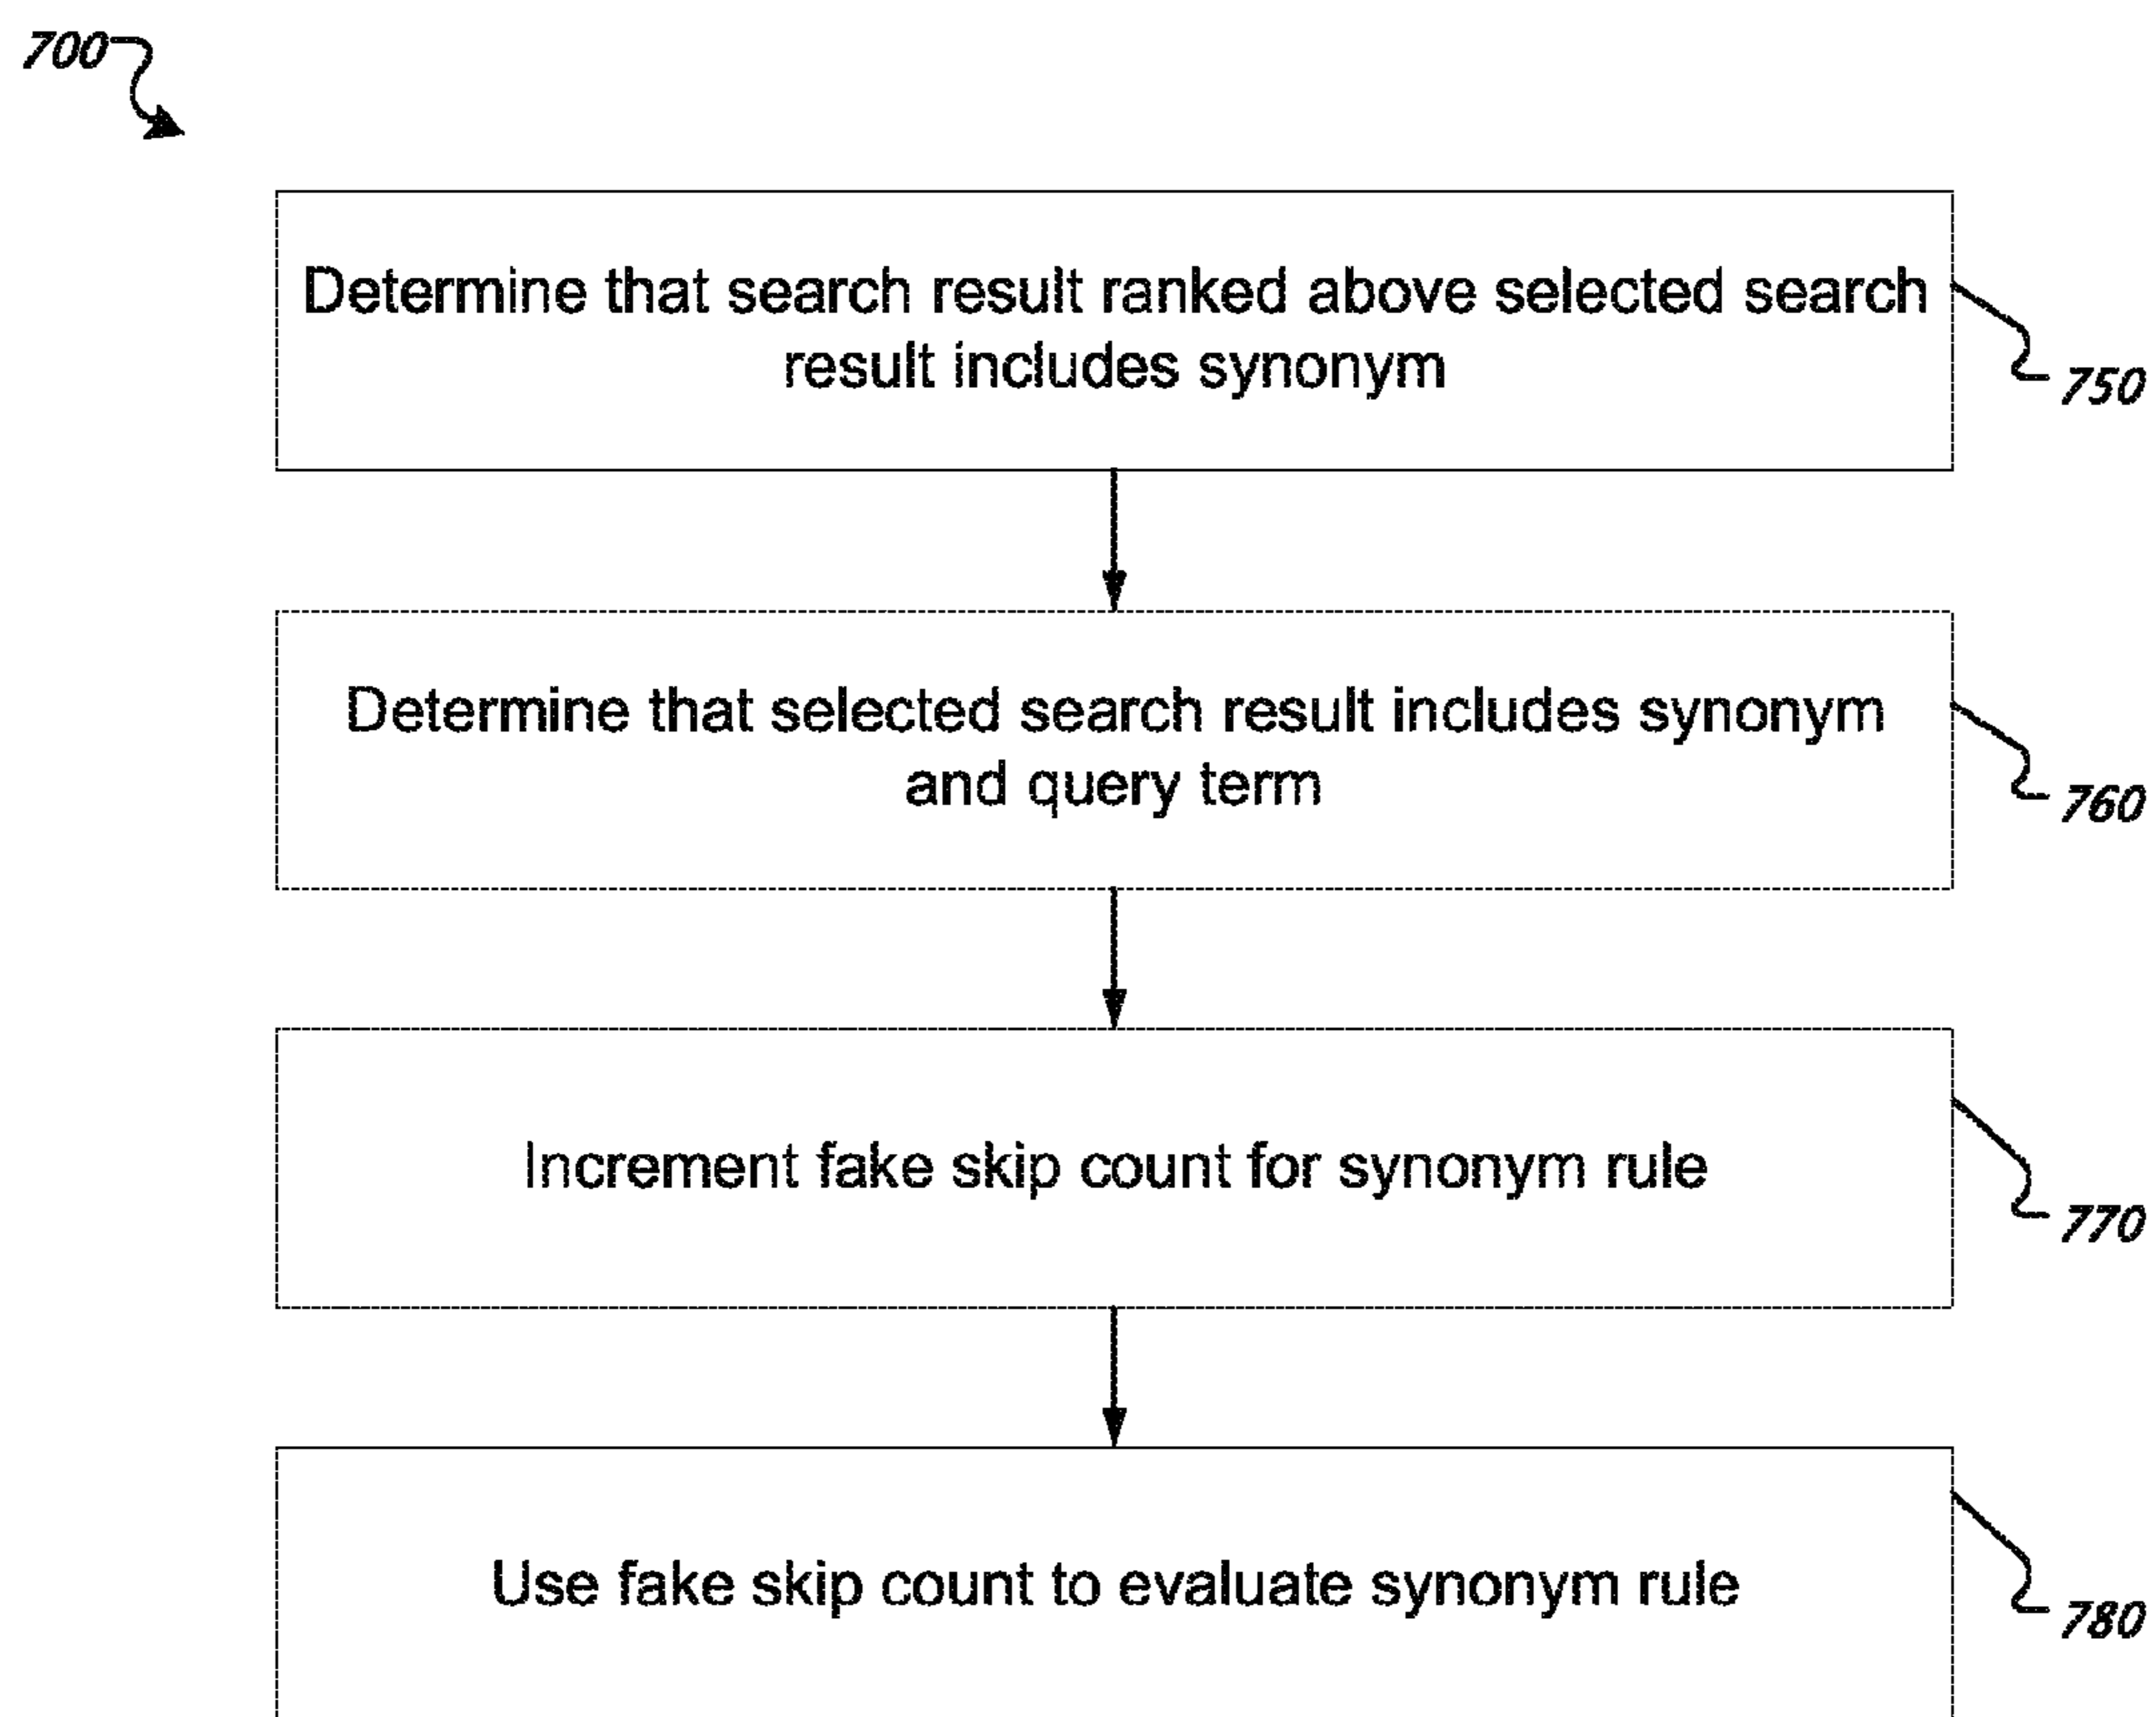 700
Determine that search result ranked above selected search
result includes synonym
750
Determine that selected search result includes synonym
and query term
760
Increment fake skip count for synonym rule
770
Use fake skip count to evaluate synonym rule
780